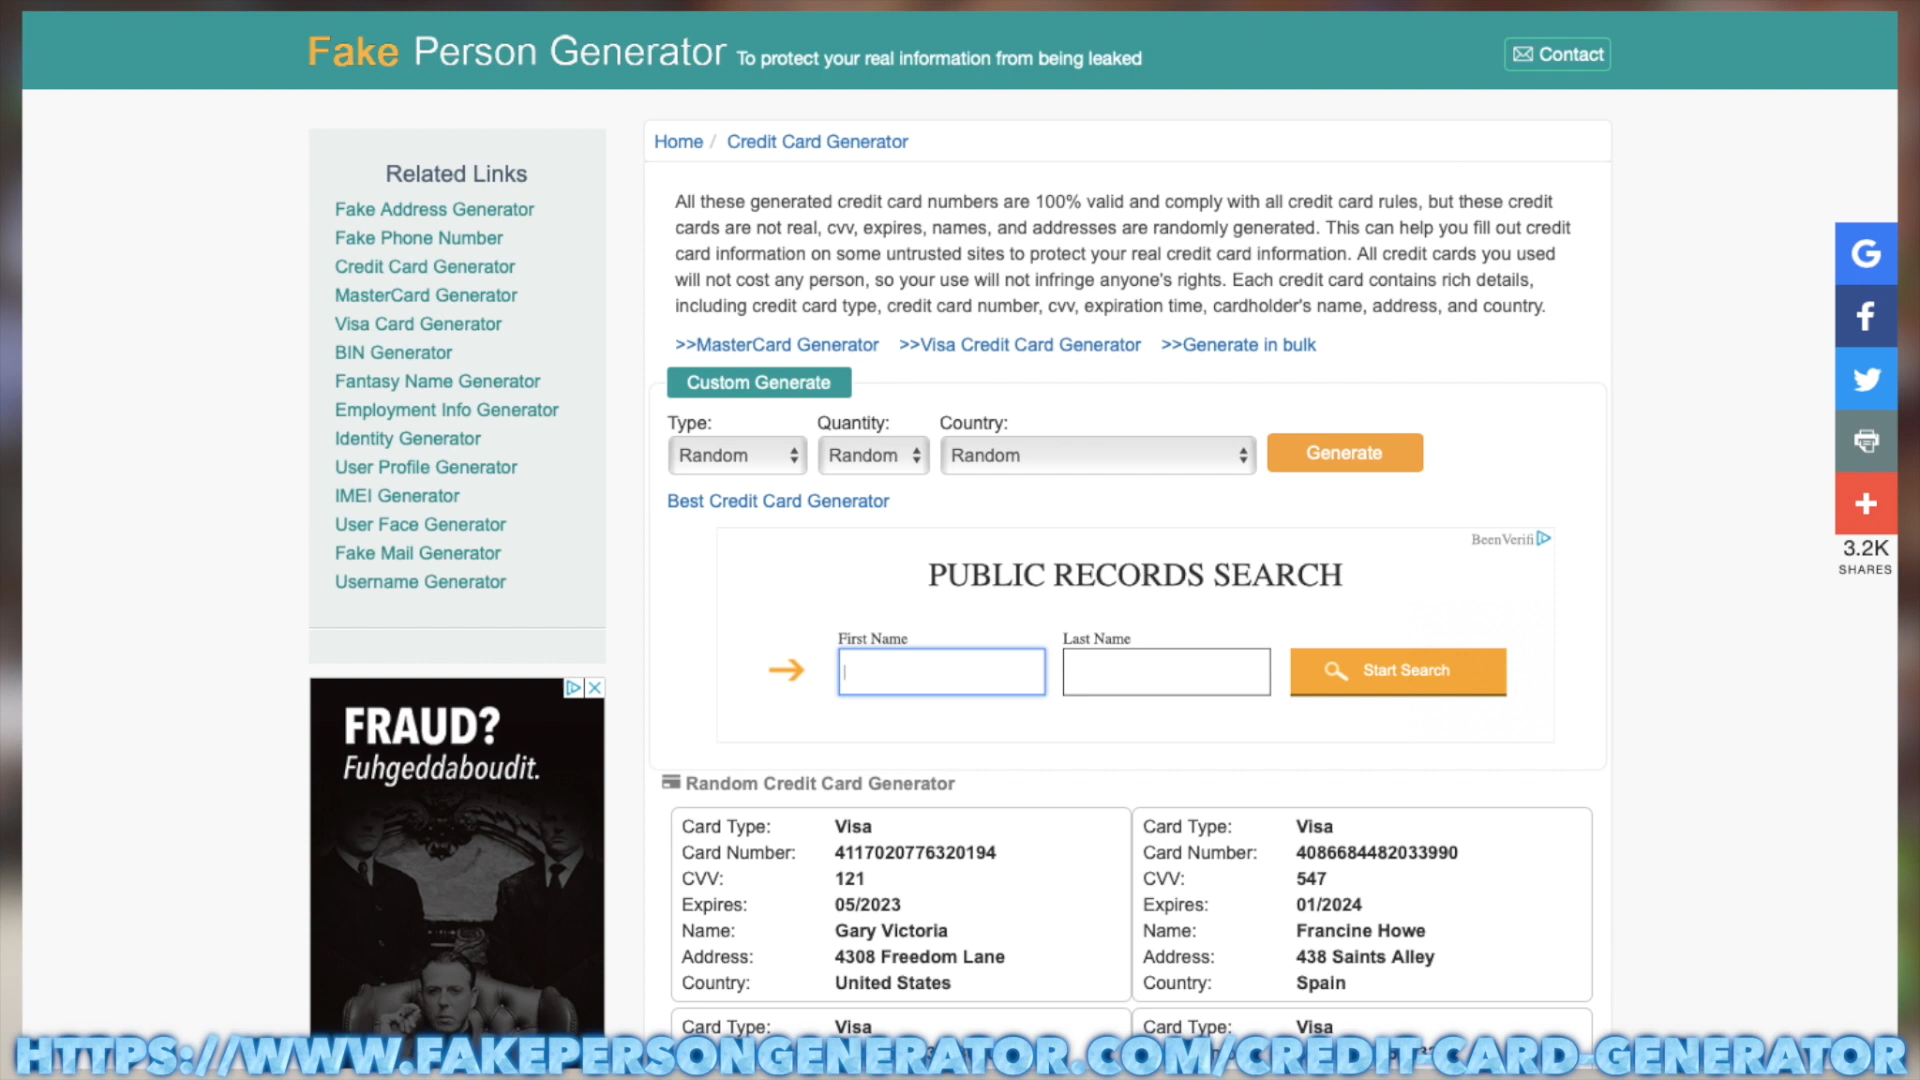 Fake Person Generator To protect your real information from being leaked
Contact
Related Links
Fake Address Generator
Fake Phone Number
Credit Card Generator
MasterCard Generator
Visa Card Generator
BIN Generator
Fantasy Name Generator
Employment Info Generator
Identity Generator
User Profile Generator
IMEI Generator
User Face Generator
Fake Mail Generator
Username Generator
FRAUD?
Fuhgeddaboudit.
Home / Credit Card Generator
All these generated credit card numbers are 100% valid and comply with all credit card rules, but these credit
cards are not real, cvv, expires, names, and addresses are randomly generated. This can help you fill out credit
card information on some untrusted sites to protect your real credit card information. All credit cards you used
will not cost any person, so your use will not infringe anyone's rights. Each credit card contains rich details,
including credit card type, credit card number, cvv, expiration time, cardholder's name, address, and country.
>>MasterCard Generator >>Visa Credit Card Generator >>Generate in bulk
Custom Generate
Type: Quantity: Country:
Random Random Random Generate
Best Credit Card Generator
BeenVerifi
PUBLIC RECORDS SEARCH
First Name Last Name
Start Search
Random Credit Card Generator
Card Type: Visa
Card Number: 4117020776320194
CVV: 121
Expires: 05/2023
Name: Gary Victoria
Address: 4308 Freedom Lane
Country: United States
Card Type: Visa
Card Number: 4086684482033990
CVV: 547
Expires: 01/2024
Name: Francine Howe
Address: 438 Saints Alley
Country: Spain
Card Type: Visa
Card Type: Visa
3.2K
SHARES
HTTPS://WWW.FAKEPERSONGENERATOR.COM/CREDIT-CARD-GENERATOR